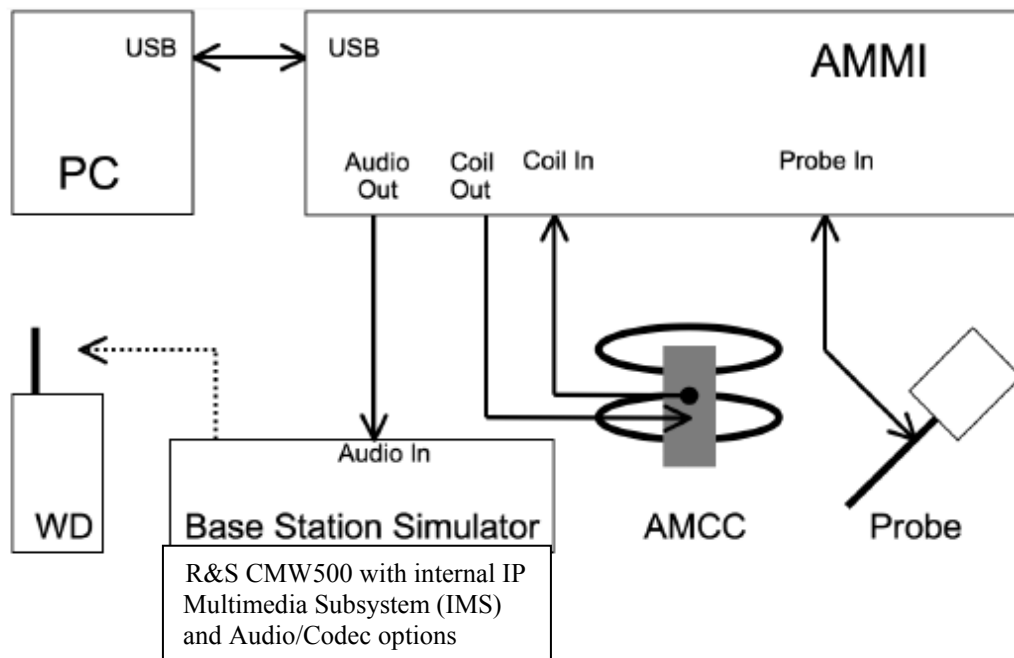 USB
USB
AMMI
PC
Audio
Out
Coil
Out
Coil In
Probe In
Audio In
WD
Base Station Simulator
AMCC
Probe
R&S CMW500 with internal IP
Multimedia Subsystem (IMS)
and Audio/Codec options